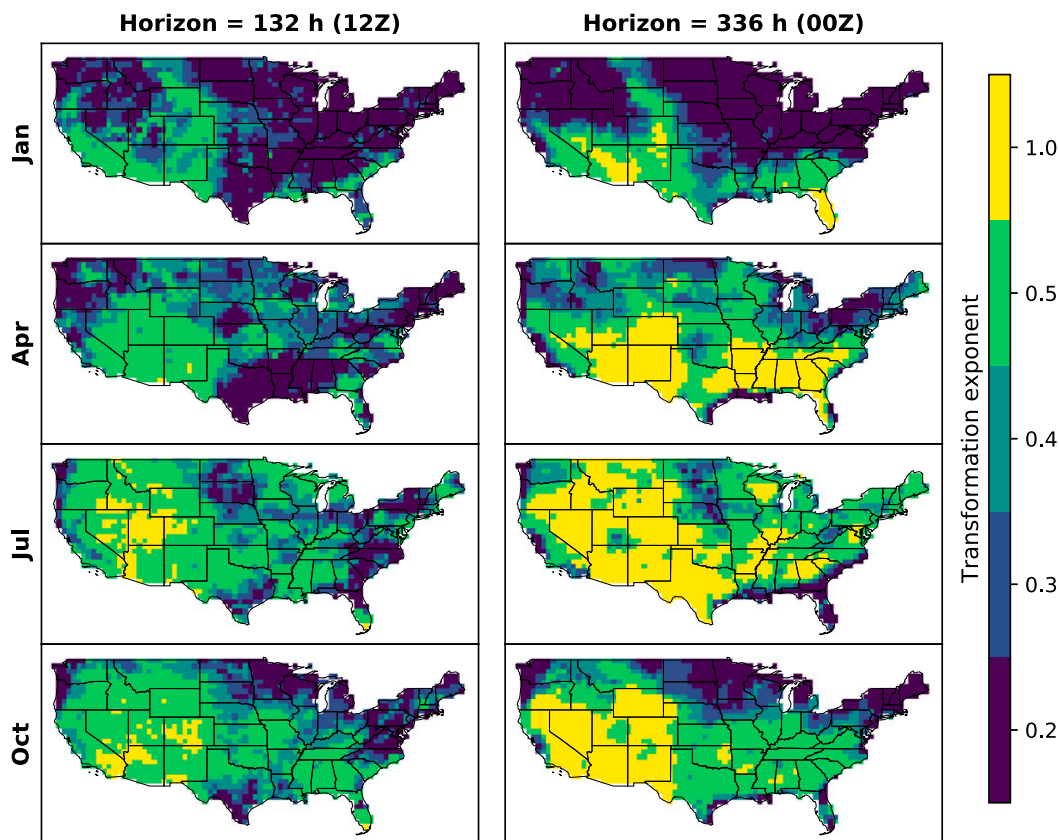 Horizon = 132 h (12Z)
Horizon = 336 h (00Z)
Jan
Apr
Jul
Oct
1.0
0.5
0.4
0.3
0.2
Transformation exponent